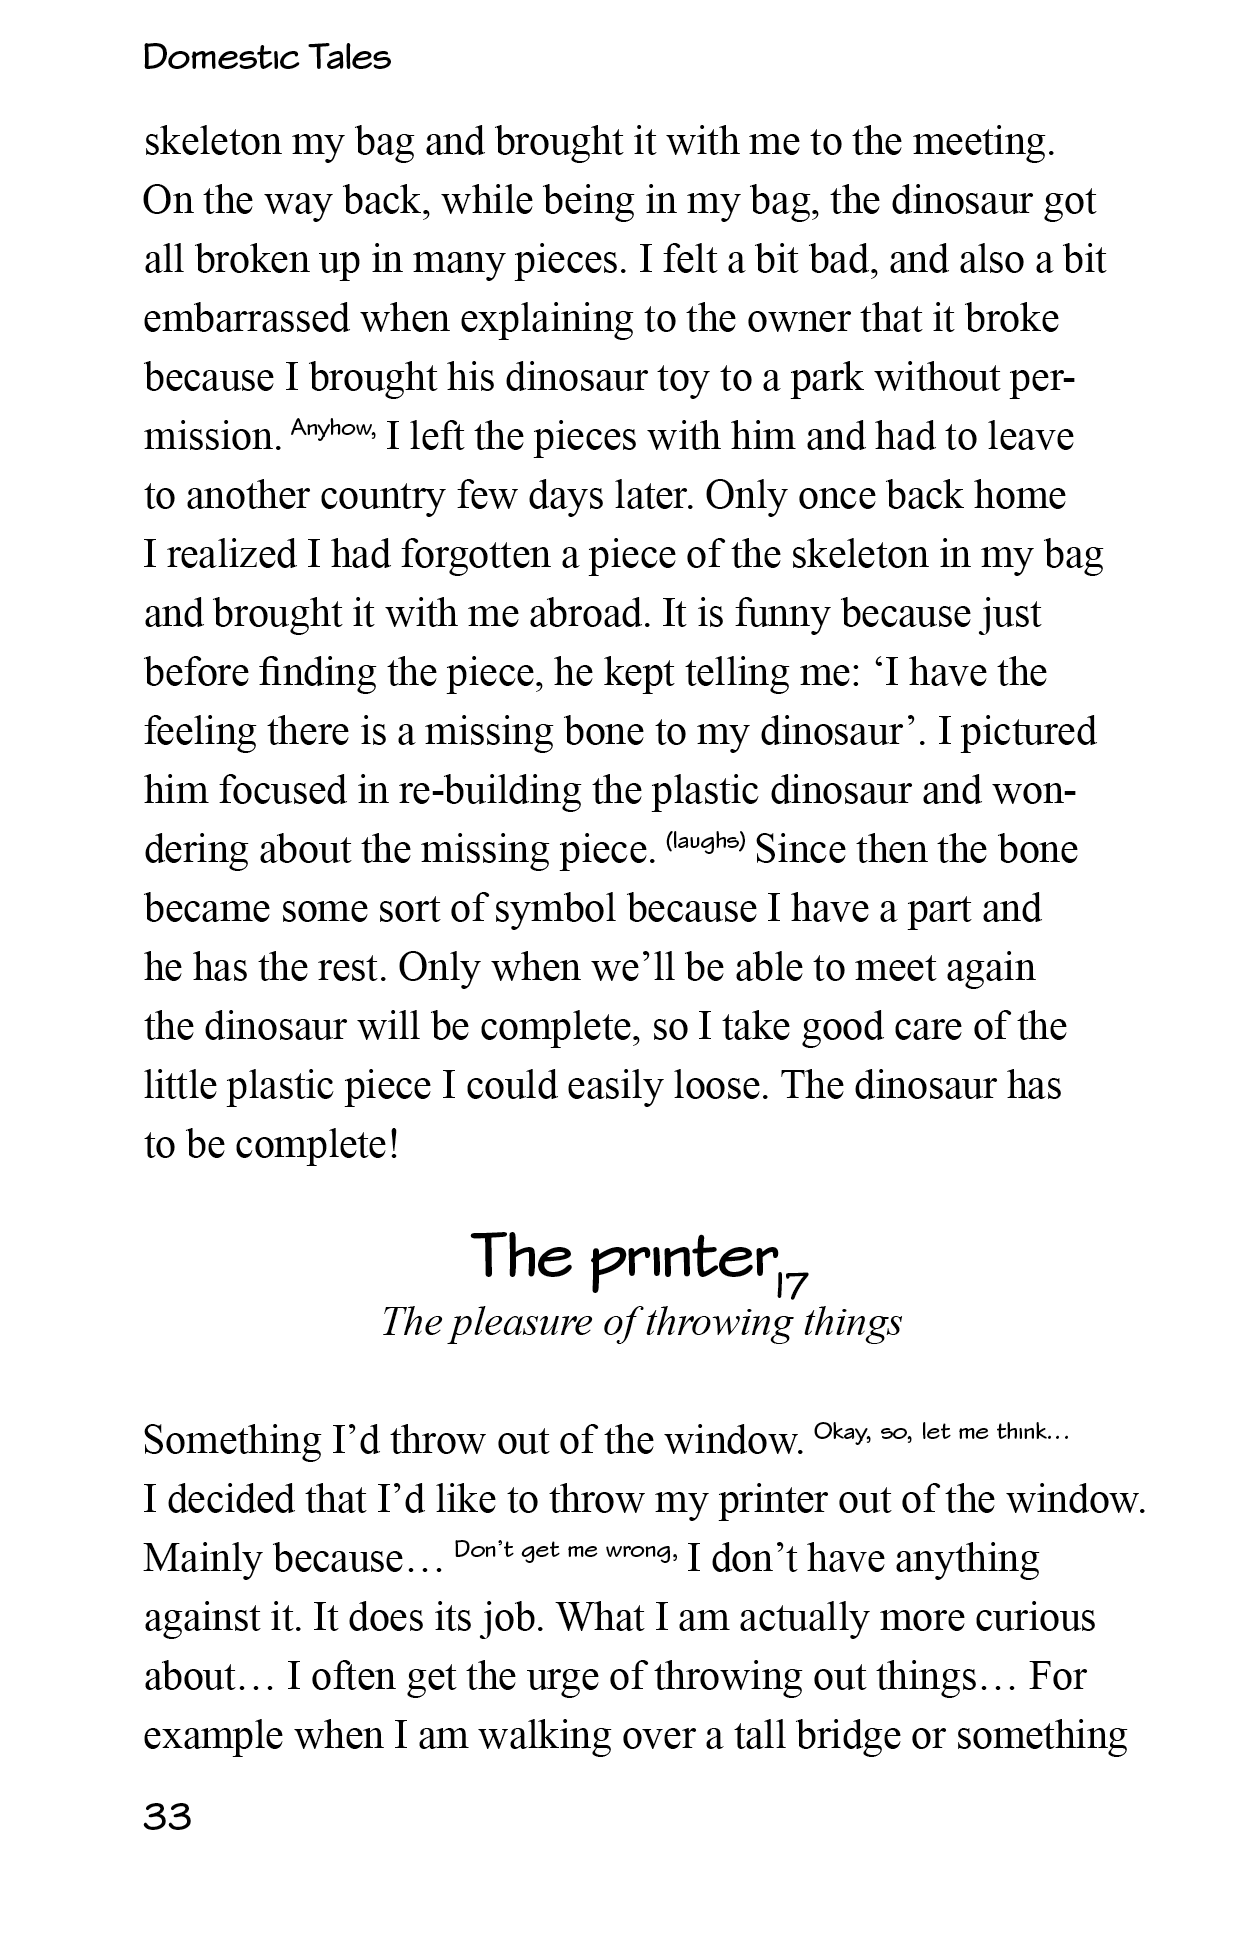 Domestic Tales
skeleton my bag and brought it with me to the meeting.
On the way back, while being in my bag, the dinosaur got
all broken up in many pieces. I felt a bit bad, and also a bit
embarrassed when explaining to the owner that it broke
because I brought his dinosaur toy to a park without per-
mission. Anyhow, I left the pieces with him and had to leave
to another country few days later. Only once back home
I realized I had forgotten a piece of the skeleton in my bag
and brought it with me abroad. It is funny because just
before finding the piece, he kept telling me: ‘I have the
feeling there is a missing bone to my dinosaur’. I pictured
him focused in re-building the plastic dinosaur and won-
dering about the missing piece. (laughs) Since then the bone
became some sort of symbol because I have a part and
he has the rest. Only when we’ll be able to meet again
the dinosaur will be complete, so I take good care of the
little plastic piece I could easily loose. The dinosaur has
to be complete!
The printer17
The pleasure of throwing things
Something I’d throw out of the window. Okay, so, let me think…
I decided that I’d like to throw my printer out of the window.
Mainly because… Don’t get me wrong, I don’t have anything
against it. It does its job. What I am actually more curious
about… I often get the urge of throwing out things… For
example when I am walking over a tall bridge or something
33